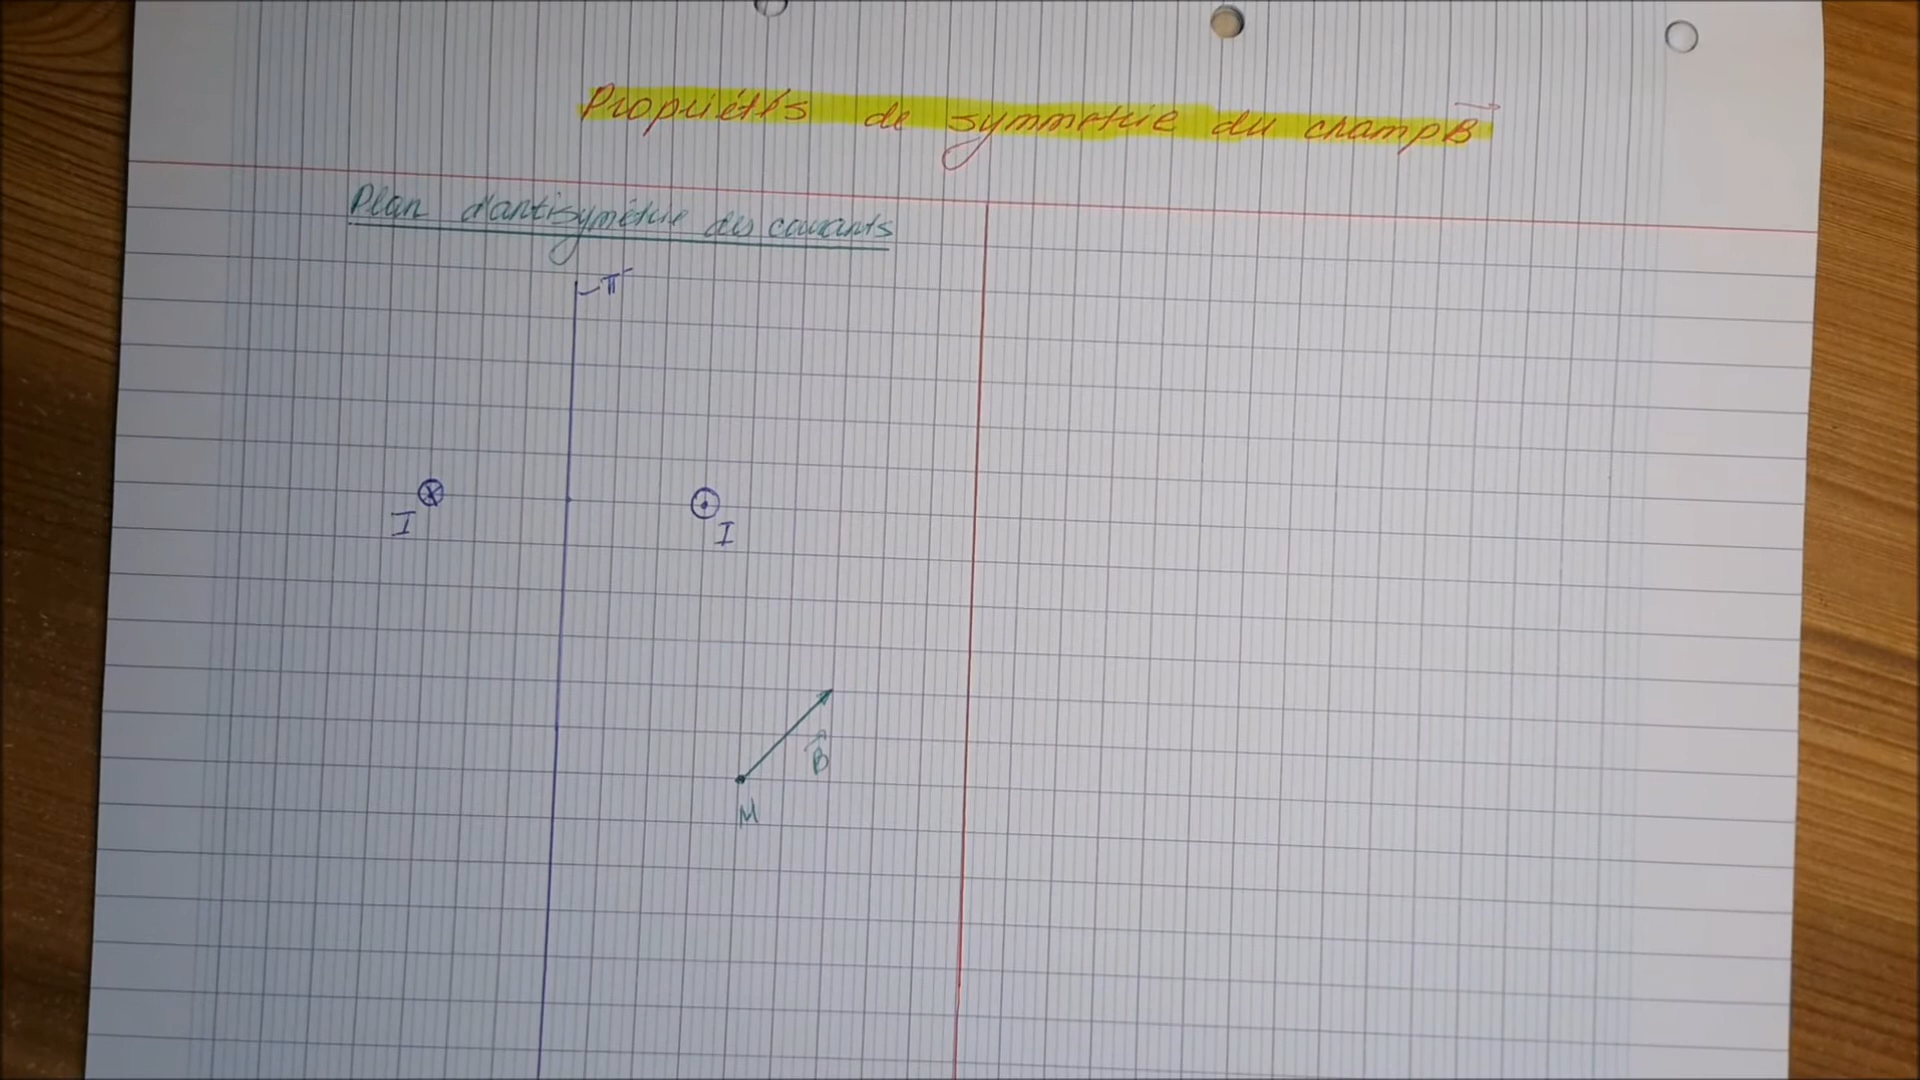 Propriétés de symmetrie du champ B
Plan d'antisymétrie des courants
π⁻
I
I
B
M